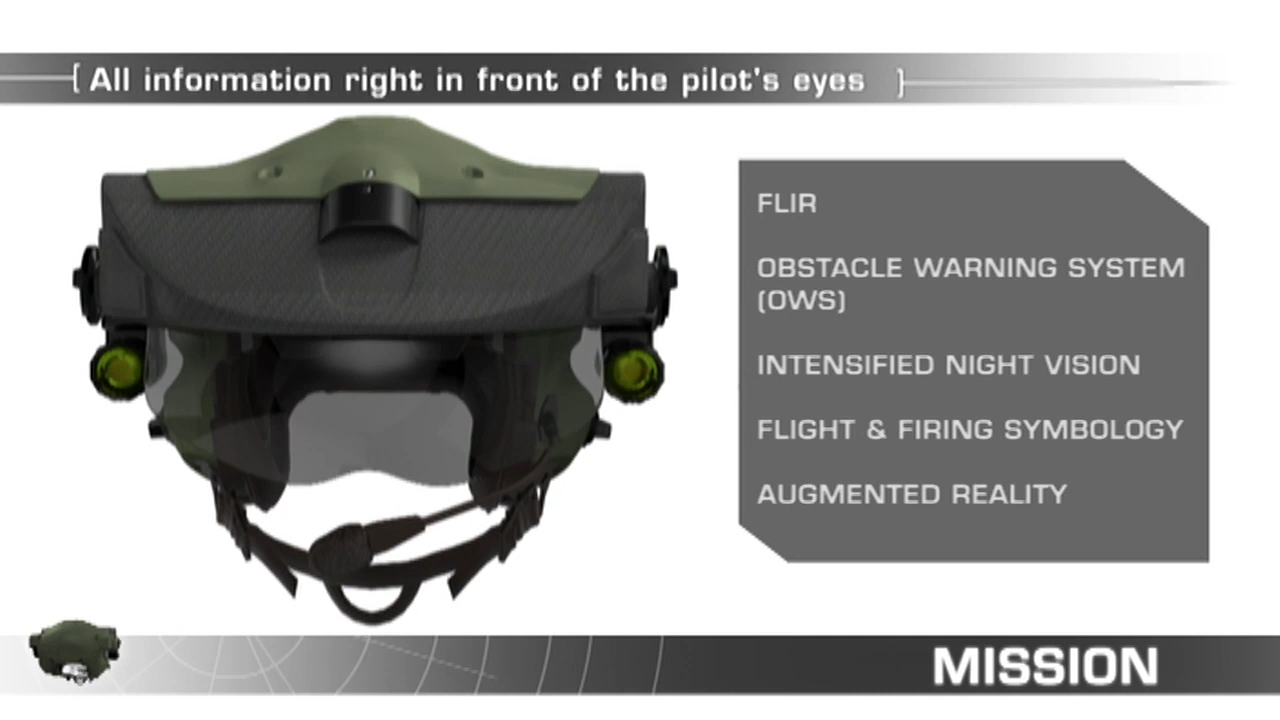 [ All information right in front of the pilot's eyes ]
FLIR
OBSTACLE WARNING SYSTEM
(OWS)
INTENSIFIED NIGHT VISION
FLIGHT & FIRING SYMBOLOGY
AUGMENTED REALITY
MISSION